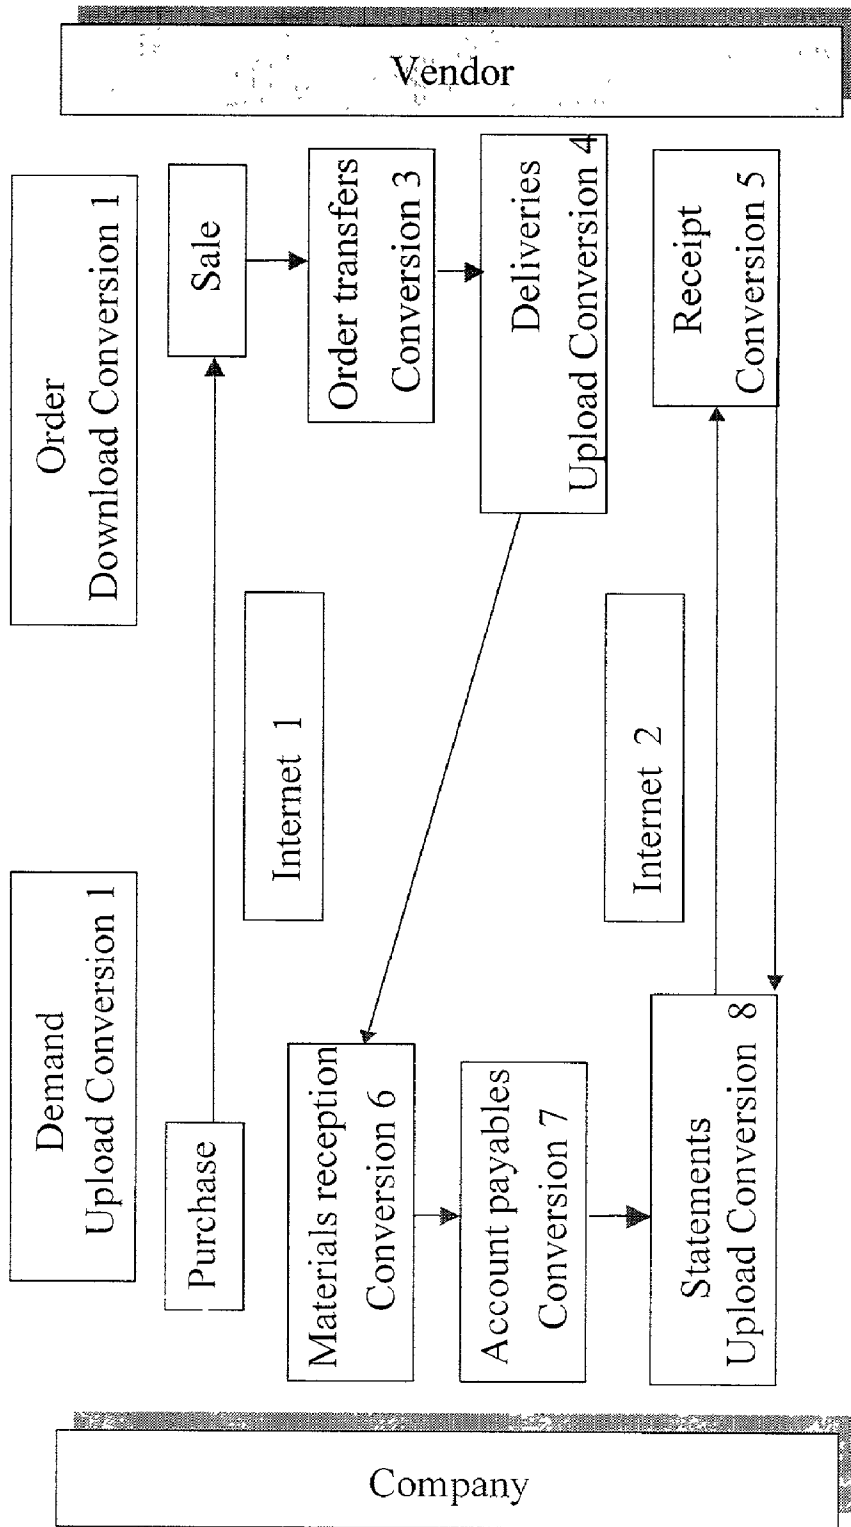 Vendor
Order
Download Conversion 1
Sale
Order transfers
Conversion 3
Deliveries
Upload Conversion 4
Receipt
Conversion 5
Internet 1
Internet 2
Demand
Upload Conversion 1
Purchase
Materials reception
Conversion 6
Account payables
Conversion 7
Statements
Upload Conversion 8
Company